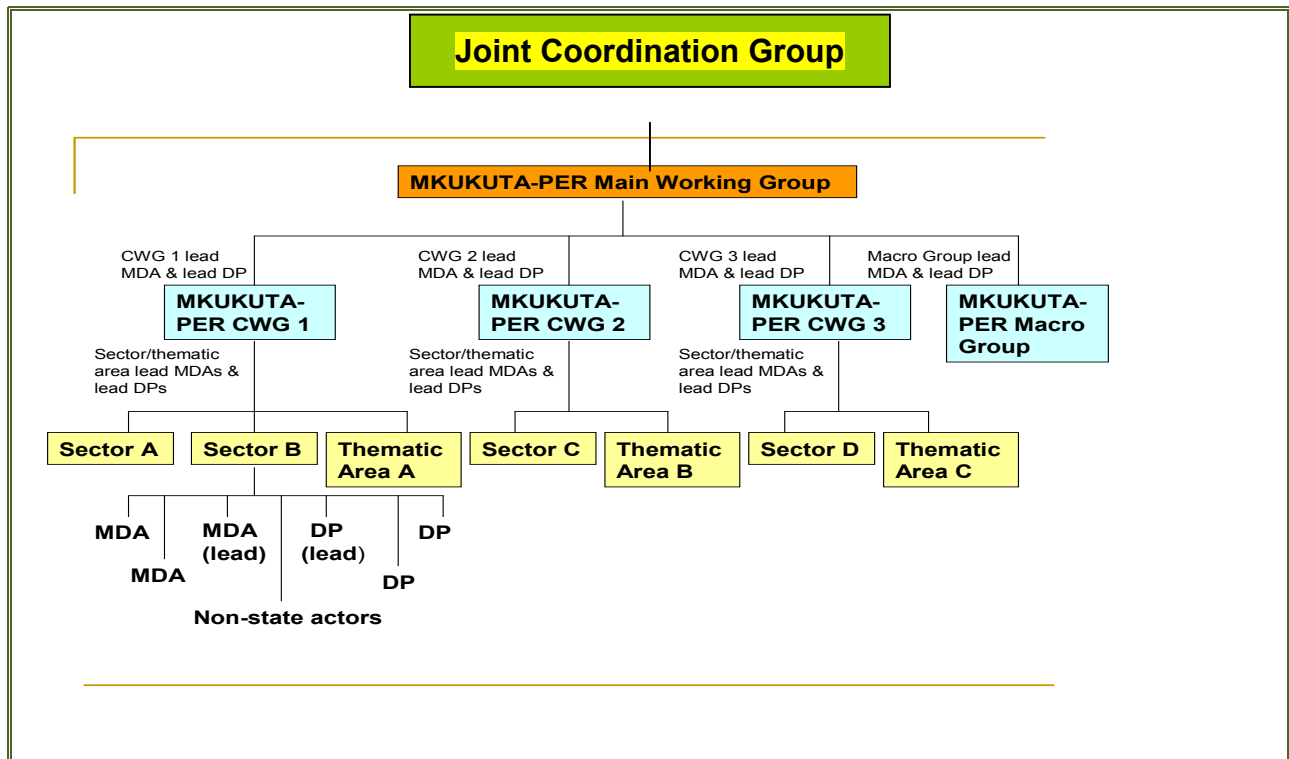 Joint Coordination Group
MKUKUTA-PER Main Working Group
CWG 1 lead
MDA & lead DP
CWG 2 lead
MDA & lead DP
CWG 3 lead
MDA & lead DP
Macro Group lead
MDA & lead DP
MKUKUTA-
PER CWG 1
MKUKUTA-
PER CWG 2
MKUKUTA-
PER CWG 3
MKUKUTA-
PER Macro
Group
Sector/thematic
area lead MDAs &
lead DPs
Sector/thematic
area lead MDAs &
lead DPs
Sector/thematic
area lead MDAs &
lead DPs
Sector A
Sector B
Thematic
Area A
Sector C
Thematic
Area B
Sector D
Thematic
Area C
MDA
MDA
MDA
(lead)
DP
(lead)
DP
DP
Non-state actors